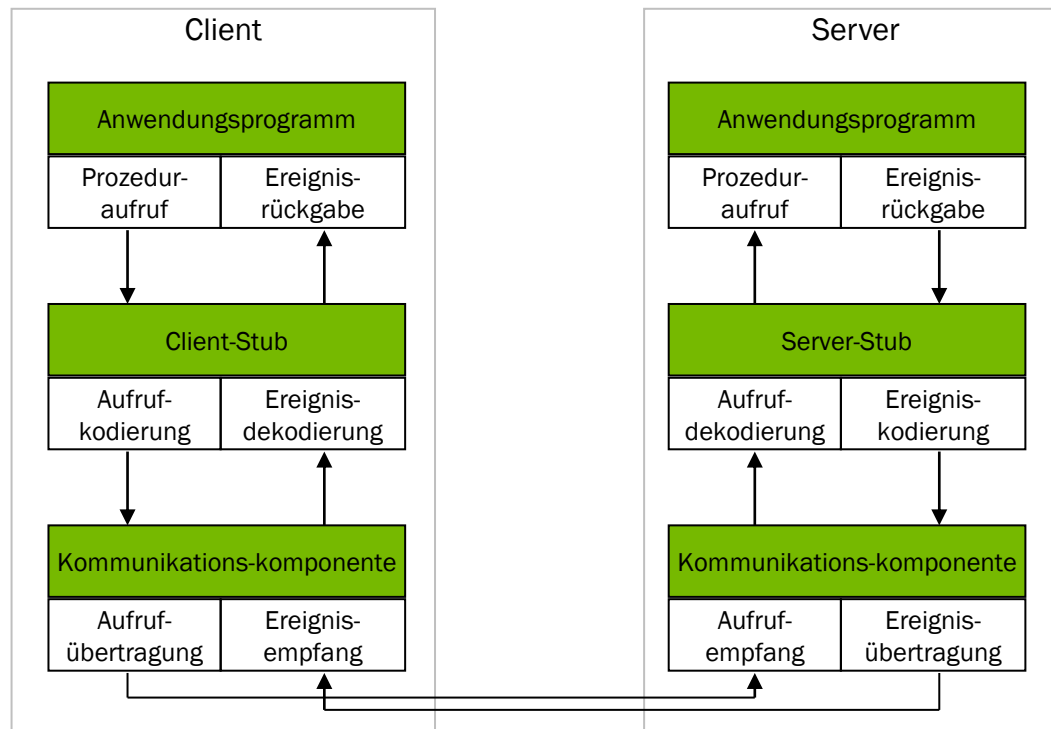 Client
Anwendungsprogramm
Prozedur-
aufruf
Ereignis-
rückgabe
Client-Stub
Aufruf-
kodierung
Ereignis-
dekodierung
Kommunikations-komponente
Aufruf-
übertragung
Ereignis-
empfang
Server
Anwendungsprogramm
Prozedur-
aufruf
Ereignis-
rückgabe
Server-Stub
Aufruf-
dekodierung
Ereignis-
kodierung
Kommunikations-komponente
Aufruf-
empfang
Ereignis-
übertragung